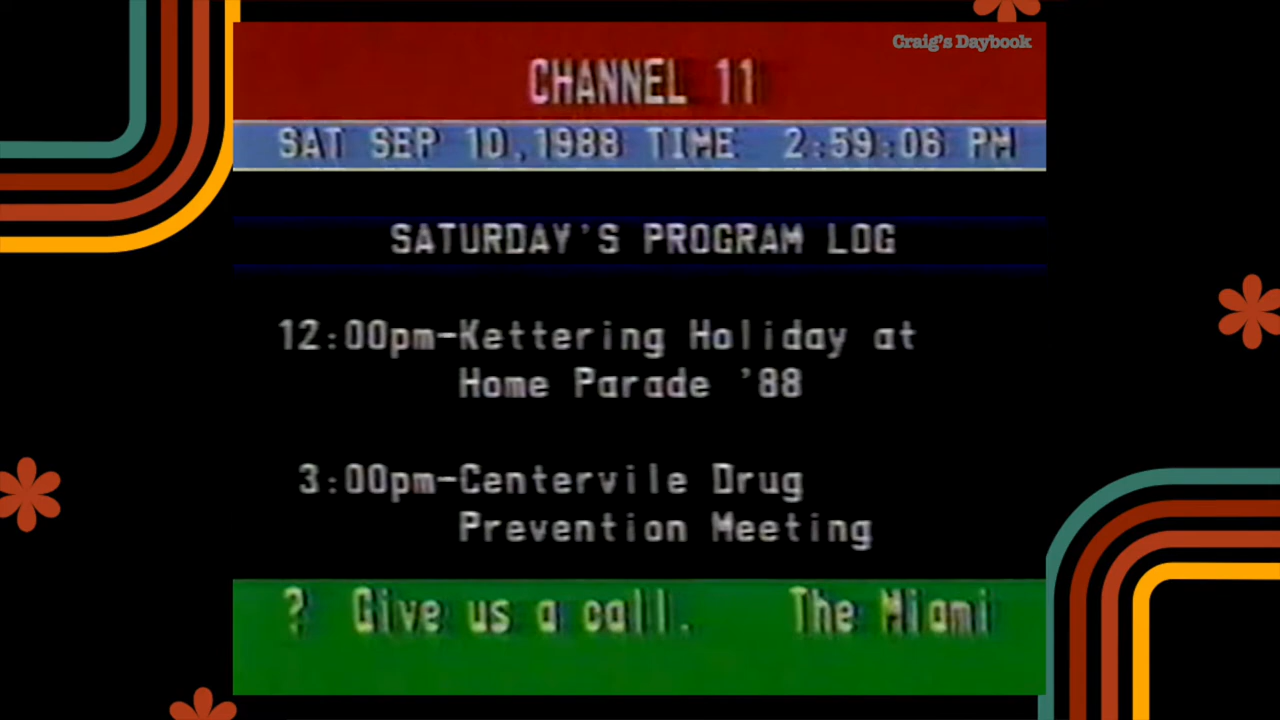 Craig's Daybook
CHANNEL 11
SAT SEP 10,1988 TIME 2:59:06 PM
SATURDAY'S PROGRAM LOG
12:00pm-Kettering Holiday at
Home Parade '88
3:00pm-Centervile Drug
Prevention Meeting
? Give us a call. The Miami